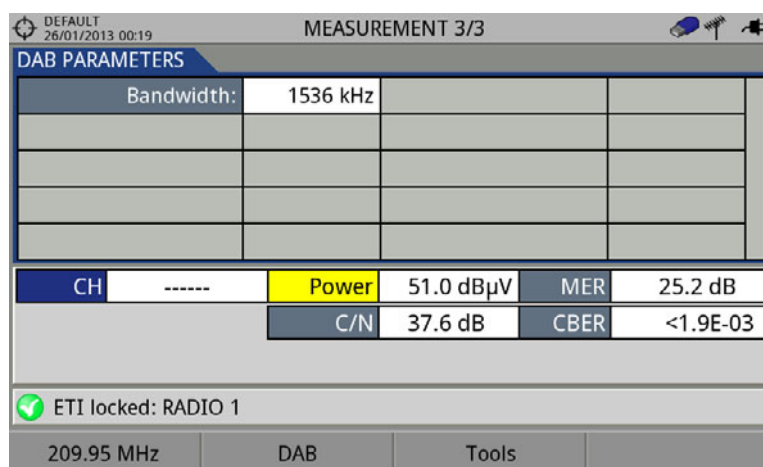 DEFAULT
26/01/2013 00:19
MEASUREMENT 3/3
DAB PARAMETERS
Bandwidth: 1536 kHz
CH ------ Power 51.0 dBµV MER 25.2 dB
C/N 37.6 dB CBER <1.9E-03
ETI locked: RADIO 1
209.95 MHz DAB Tools